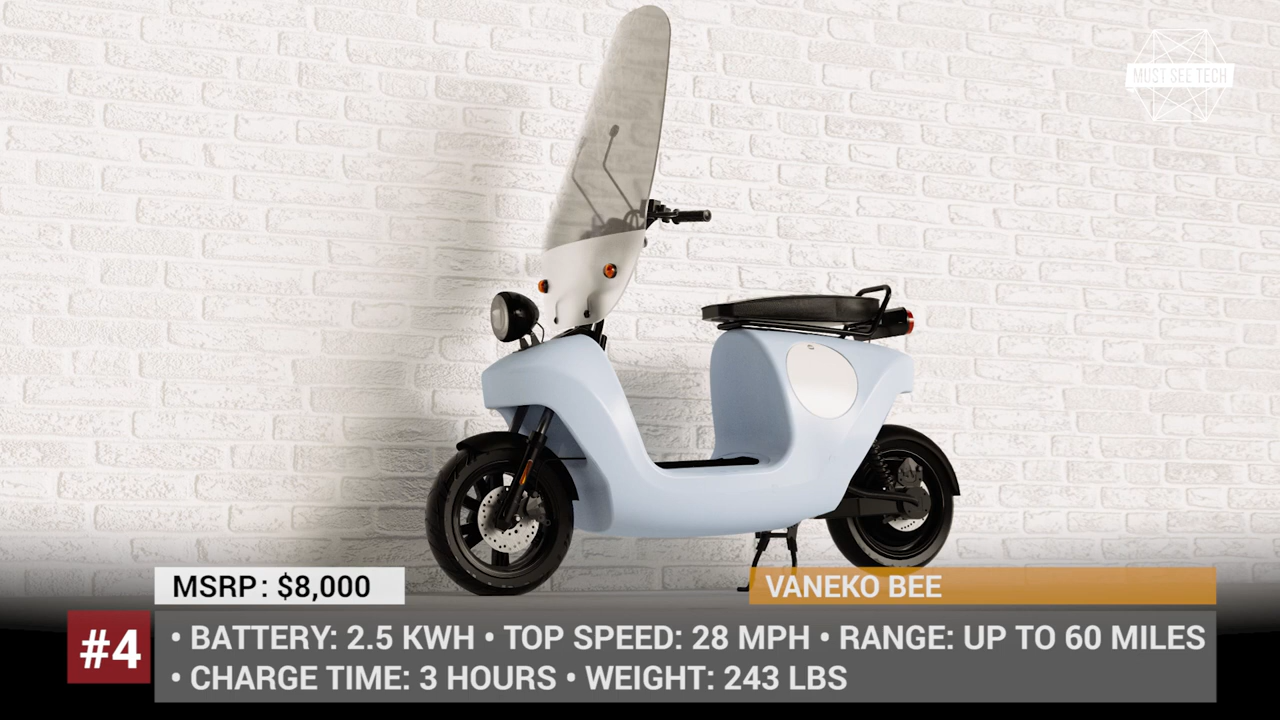 MUST SEE TECH
MSRP: $8,000
VANEKO BEE
#4
• BATTERY: 2.5 KWH • TOP SPEED: 28 MPH • RANGE: UP TO 60 MILES
• CHARGE TIME: 3 HOURS • WEIGHT: 243 LBS